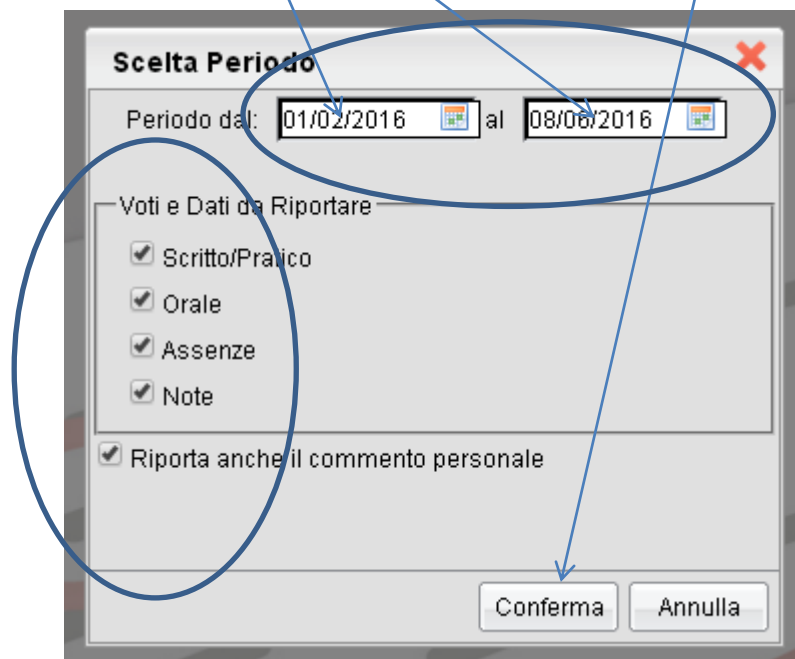 Scelta Periodo
Periodo dal: 01/02/2016 al 08/06/2016
Voti e Dati da Riportare
Scritto/Pratico
Orale
Assenze
Note
Riporta anche il commento personale
Conferma Annulla